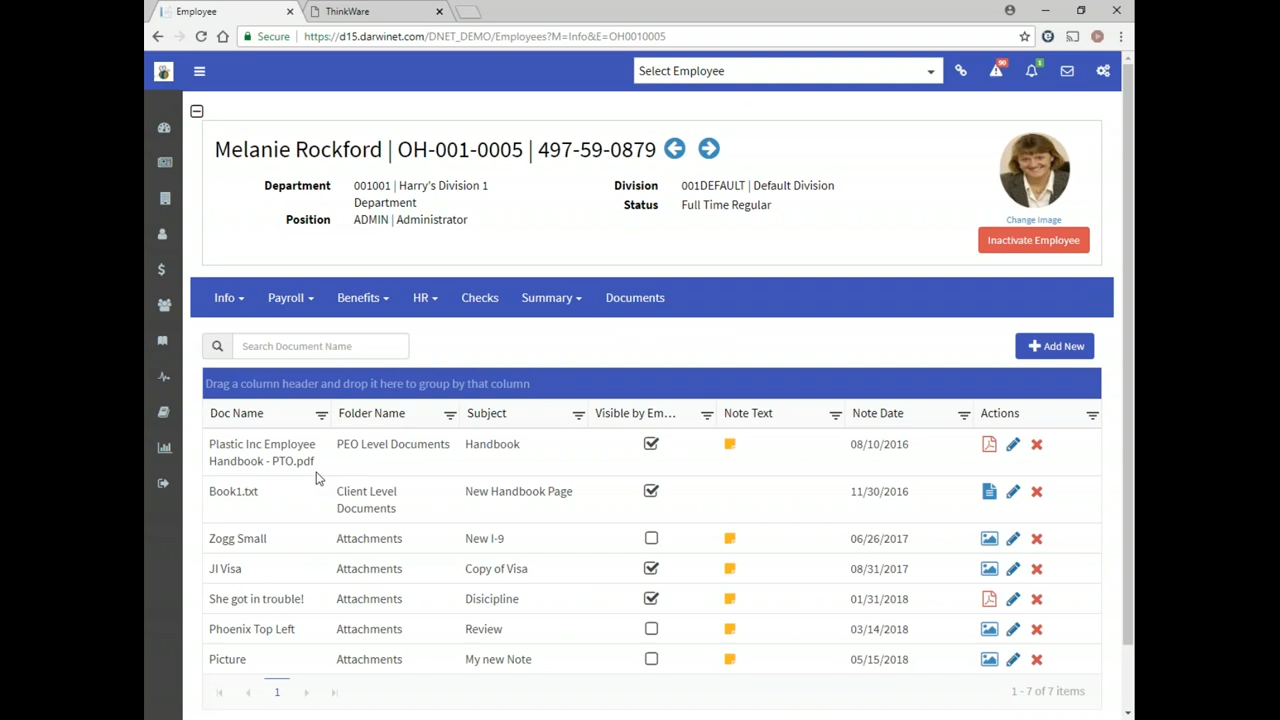 Employee
ThinkWare
Secure | https://d15.darwinet.com/DNET_DEMO/Employees?M=Info&E=OH0010005
Select Employee
90
1
Melanie Rockford | OH-001-0005 | 497-59-0879
Department 001001 | Harry's Division 1 Department
Division 001DEFAULT | Default Division
Status Full Time Regular
Position ADMIN | Administrator
Change Image
Inactivate Employee
Info Payroll Benefits HR Checks Summary Documents
Search Document Name
Add New
Drag a column header and drop it here to group by that column
Doc Name Folder Name Subject Visible by Em... Note Text Note Date Actions
Plastic Inc Employee Handbook - PTO.pdf PEO Level Documents Handbook 08/10/2016
Book1.txt Client Level Documents New Handbook Page 11/30/2016
Zogg Small Attachments New I-9 06/26/2017
JI Visa Attachments Copy of Visa 08/31/2017
She got in trouble! Attachments Disicipline 01/31/2018
Phoenix Top Left Attachments Review 03/14/2018
Picture Attachments My new Note 05/15/2018
1
1 - 7 of 7 items